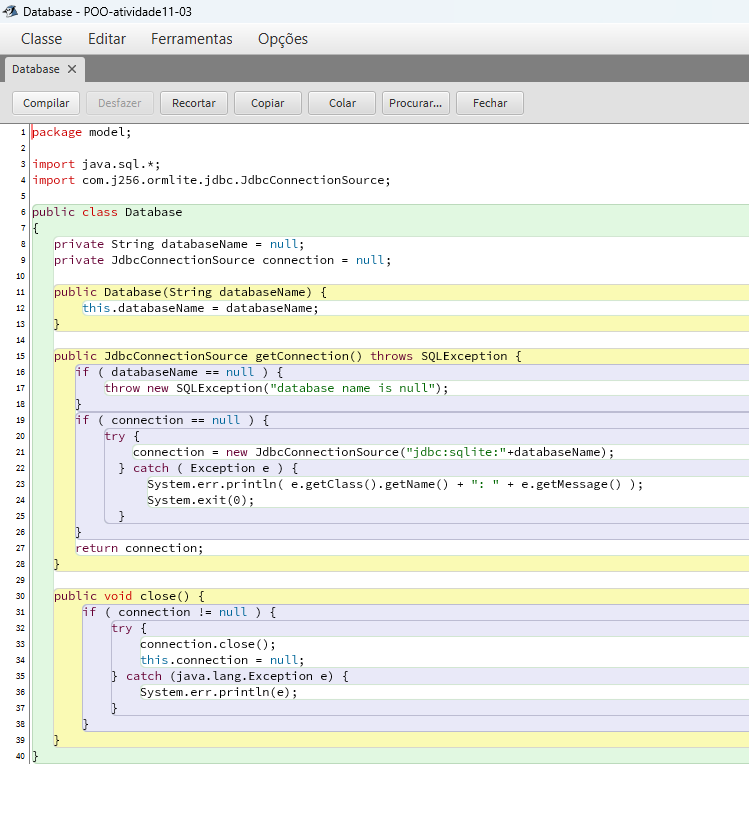 Database - POO-atividade11-03
Classe Editar Ferramentas Opções
Database ✕
Compilar Desfazer Recortar Copiar Colar Procurar... Fechar
1 package model;
2
3 import java.sql.*;
4 import com.j256.ormlite.jdbc.JdbcConnectionSource;
5
6 public class Database
7 {
8     private String databaseName = null;
9     private JdbcConnectionSource connection = null;
10
11     public Database(String databaseName) {
12         this.databaseName = databaseName;
13     }
14
15     public JdbcConnectionSource getConnection() throws SQLException {
16        if ( databaseName == null ) {
17            throw new SQLException("database name is null");
18        }
19        if ( connection == null ) {
20            try {
21                connection = new JdbcConnectionSource("jdbc:sqlite:"+databaseName);
22              } catch ( Exception e ) {
23                  System.err.println( e.getClass().getName() + ": " + e.getMessage() );
24                  System.exit(0);
25              }
26        }
27        return connection;
28     }
29
30     public void close() {
31         if ( connection != null ) {
32             try {
33                 connection.close();
34                 this.connection = null;
35             } catch (java.lang.Exception e) {
36                 System.err.println(e);
37             }
38         }
39     }
40 }